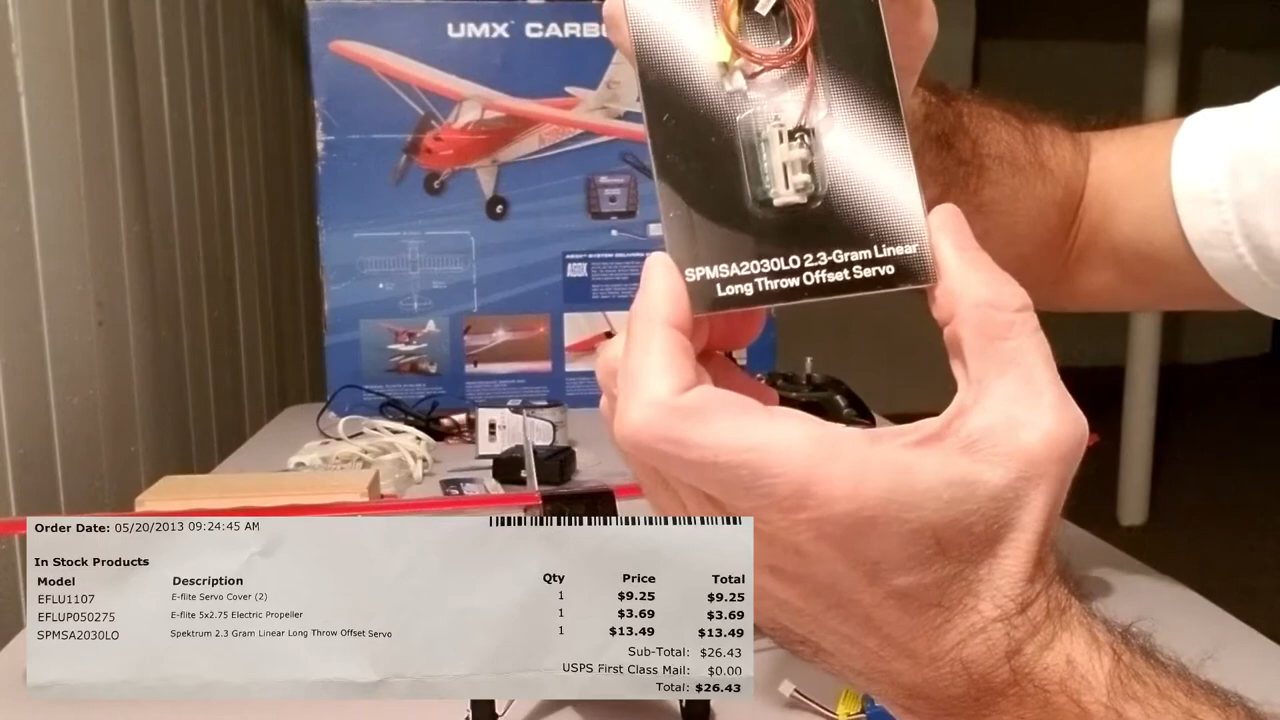 UMX™ CARBO
SPMSA2030LO 2.3-Gram Linear
Long Throw Offset Servo
Order Date: 05/20/2013 09:24:45 AM
In Stock Products
Model Description Qty Price Total
EFLU1107 E-flite Servo Cover (2) 1 $9.25 $9.25
EFLUP050275 E-flite 5x2.75 Electric Propeller 1 $3.69 $3.69
SPMSA2030LO Spektrum 2.3 Gram Linear Long Throw Offset Servo 1 $13.49 $13.49
Sub-Total: $26.43
USPS First Class Mail: $0.00
Total: $26.43